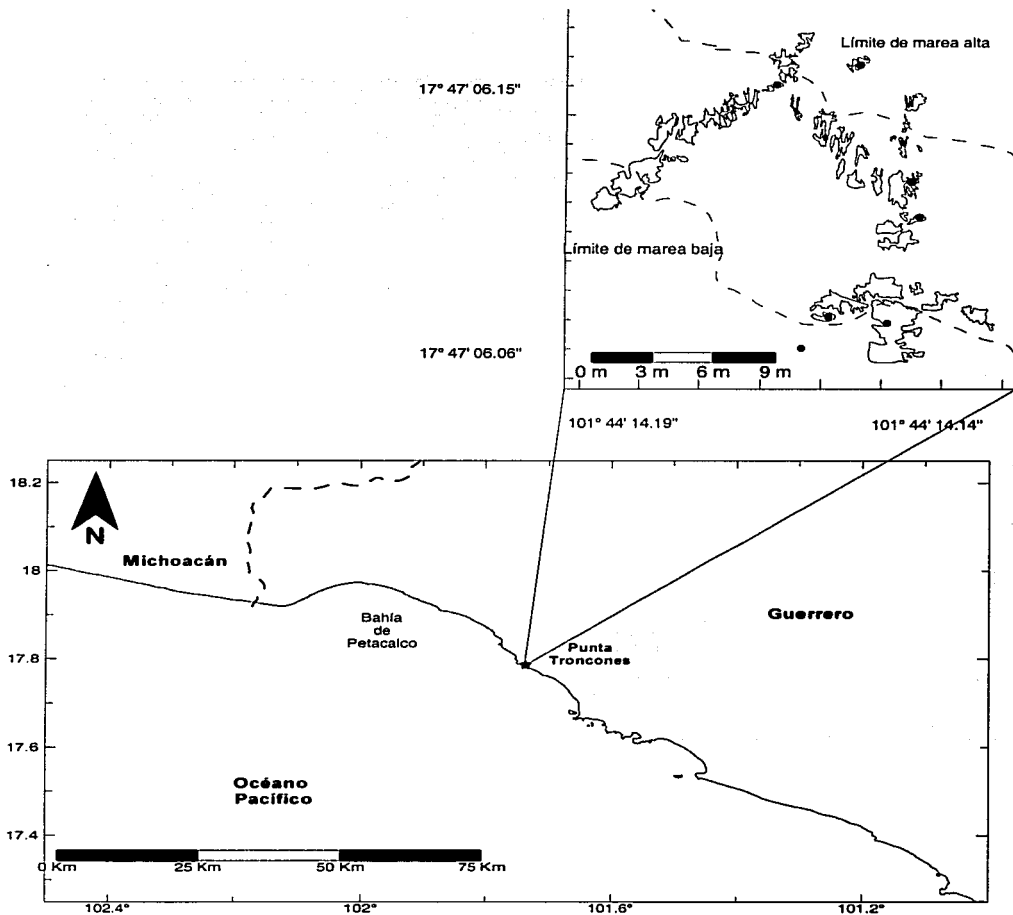 Límite de marea alta
17° 47' 06.15"
ímite de marea baja
17° 47' 06.06"
0 m 3 m 6 m 9 m
101° 44' 14.19" 101° 44' 14.14"
18.2
N
Michoacán
18
Guerrero
Bahía
de
Petacalco
Punta
Troncones
17.8
17.6
Océano
Pacífico
17.4
0 Km 25 Km 50 Km 75 Km
102.4° 102° 101.6° 101.2°